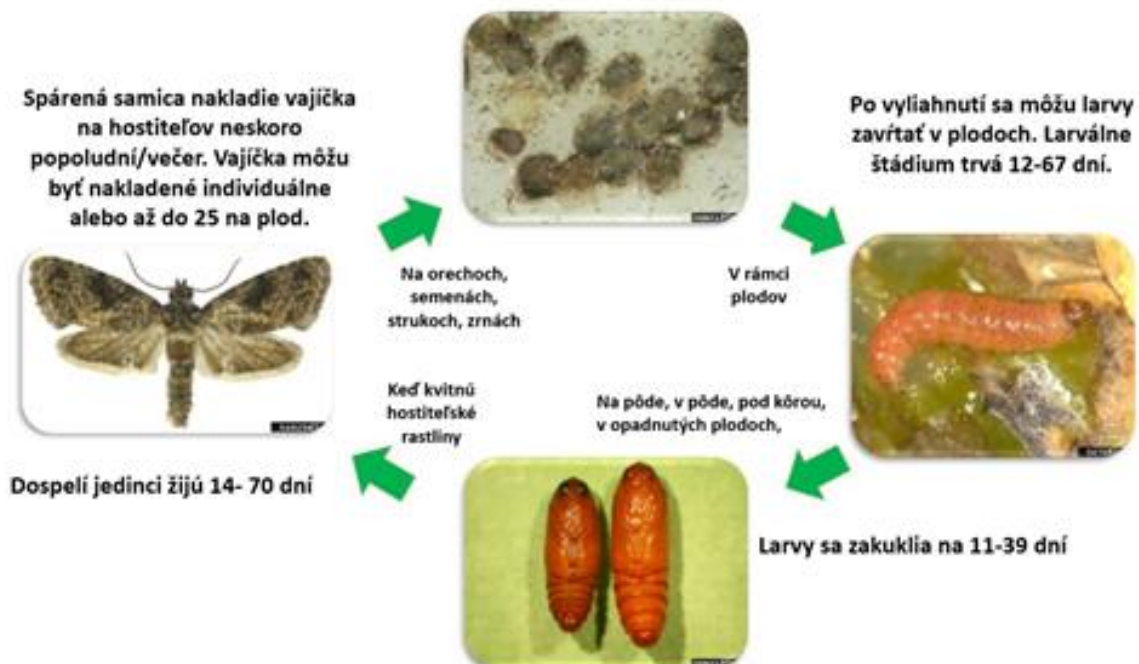 Spárená samica nakladie vajíčka
na hostiteľov neskoro
popoludní/večer. Vajíčka môžu
byť nakladené individuálne
alebo až do 25 na plod.
Po vyliahnutí sa môžu larvy
zavŕtať v plodoch. Larválne
štádium trvá 12-67 dní.
Na orechoch,
semenách,
strukoch, zrnách
V rámci
plodov
Keď kvitnú
hostiteľské
rastliny
Na pôde, v pôde, pod kôrou,
v opadnutých plodoch,
Dospelí jedinci žijú 14- 70 dní
Larvy sa zakuklia na 11-39 dní